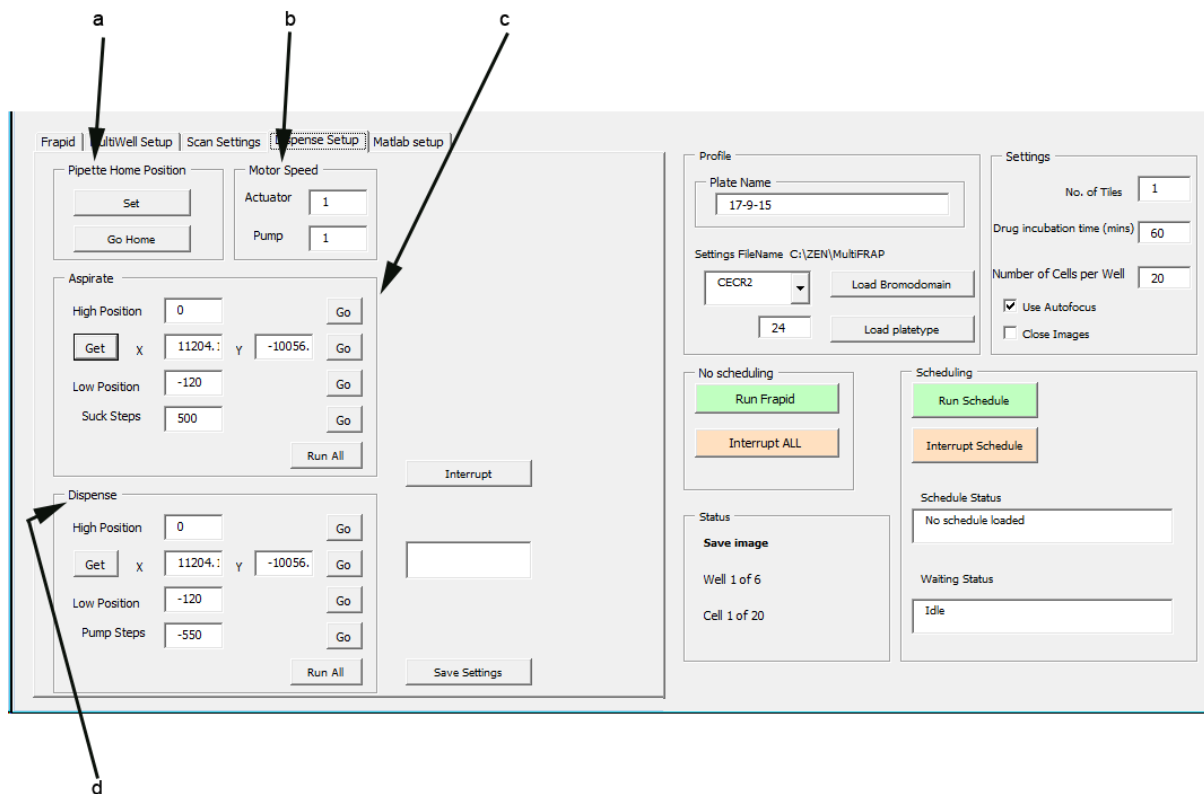 a b c
Frapid MultiWell Setup Scan Settings Dispense Setup Matlab setup
Pipette Home Position
Set
Go Home
Motor Speed
Actuator 1
Pump 1
Aspirate
High Position 0 Go
Get X 11204.1 Y -10056. Go
Low Position -120 Go
Suck Steps 500 Go
Run All
Dispense
High Position 0 Go
Get X 11204.1 Y -10056. Go
Low Position -120 Go
Pump Steps -550 Go
Run All
Interrupt
Save Settings
Profile
Plate Name
17-9-15
Settings FileName C:\ZEN\MultiFRAP
CECR2 Load Bromodomain
24 Load platetype
Settings
No. of Tiles 1
Drug incubation time (mins) 60
Number of Cells per Well 20
Use Autofocus
Close Images
No scheduling
Run Frapid
Interrupt ALL
Scheduling
Run Schedule
Interrupt Schedule
Schedule Status
No schedule loaded
Waiting Status
Idle
Status
Save image
Well 1 of 6
Cell 1 of 20
d